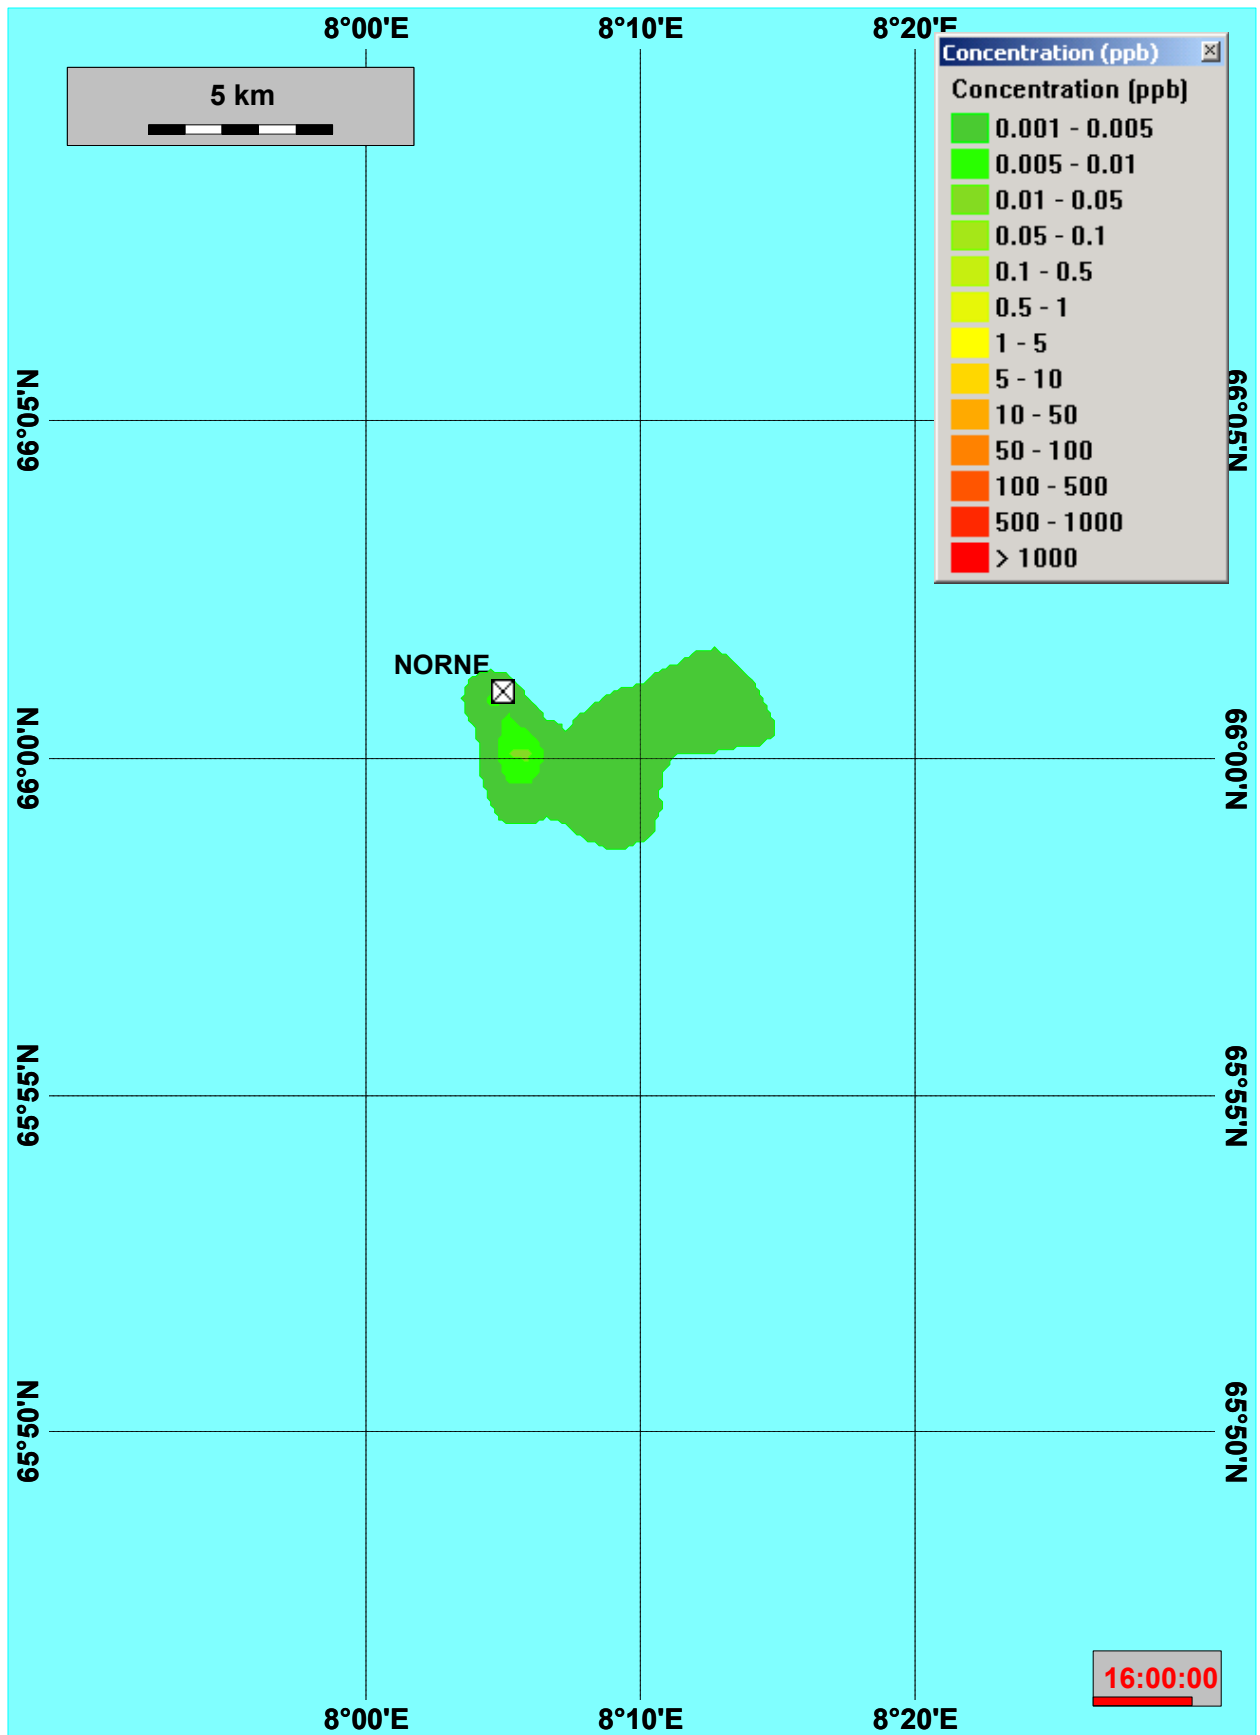 8°00'E 8°10'E 8°20'E
5 km
Concentration (ppb)
Concentration (ppb)
0.001 - 0.005
0.005 - 0.01
0.01 - 0.05
0.05 - 0.1
0.1 - 0.5
0.5 - 1
1 - 5
5 - 10
10 - 50
50 - 100
100 - 500
500 - 1000
> 1000
66°05'N 66°05'N
NORNE
66°00'N 66°00'N
65°55'N 65°55'N
65°50'N 65°50'N
16:00:00
8°00'E 8°10'E 8°20'E